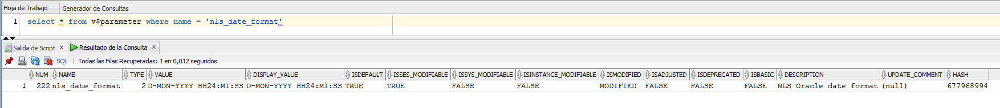 Hoja de Trabajo Generador de Consultas
1 select * from v$parameter where name = 'nls_date_format'
Salida de Script x Resultado de la Consulta x
SQL | Todas las Filas Recuperadas: 1 en 0,012 segundos
NUM NAME TYPE VALUE DISPLAY_VALUE ISDEFAULT ISSES_MODIFIABLE ISSYS_MODIFIABLE ISINSTANCE_MODIFIABLE ISMODIFIED ISADJUSTED ISDEPRECATED ISBASIC DESCRIPTION UPDATE_COMMENT HASH
1 222 nls_date_format 2 D-MON-YYYY HH24:MI:SS D-MON-YYYY HH24:MI:SS TRUE TRUE FALSE FALSE MODIFIED FALSE FALSE FALSE NLS Oracle date format (null) 677968994